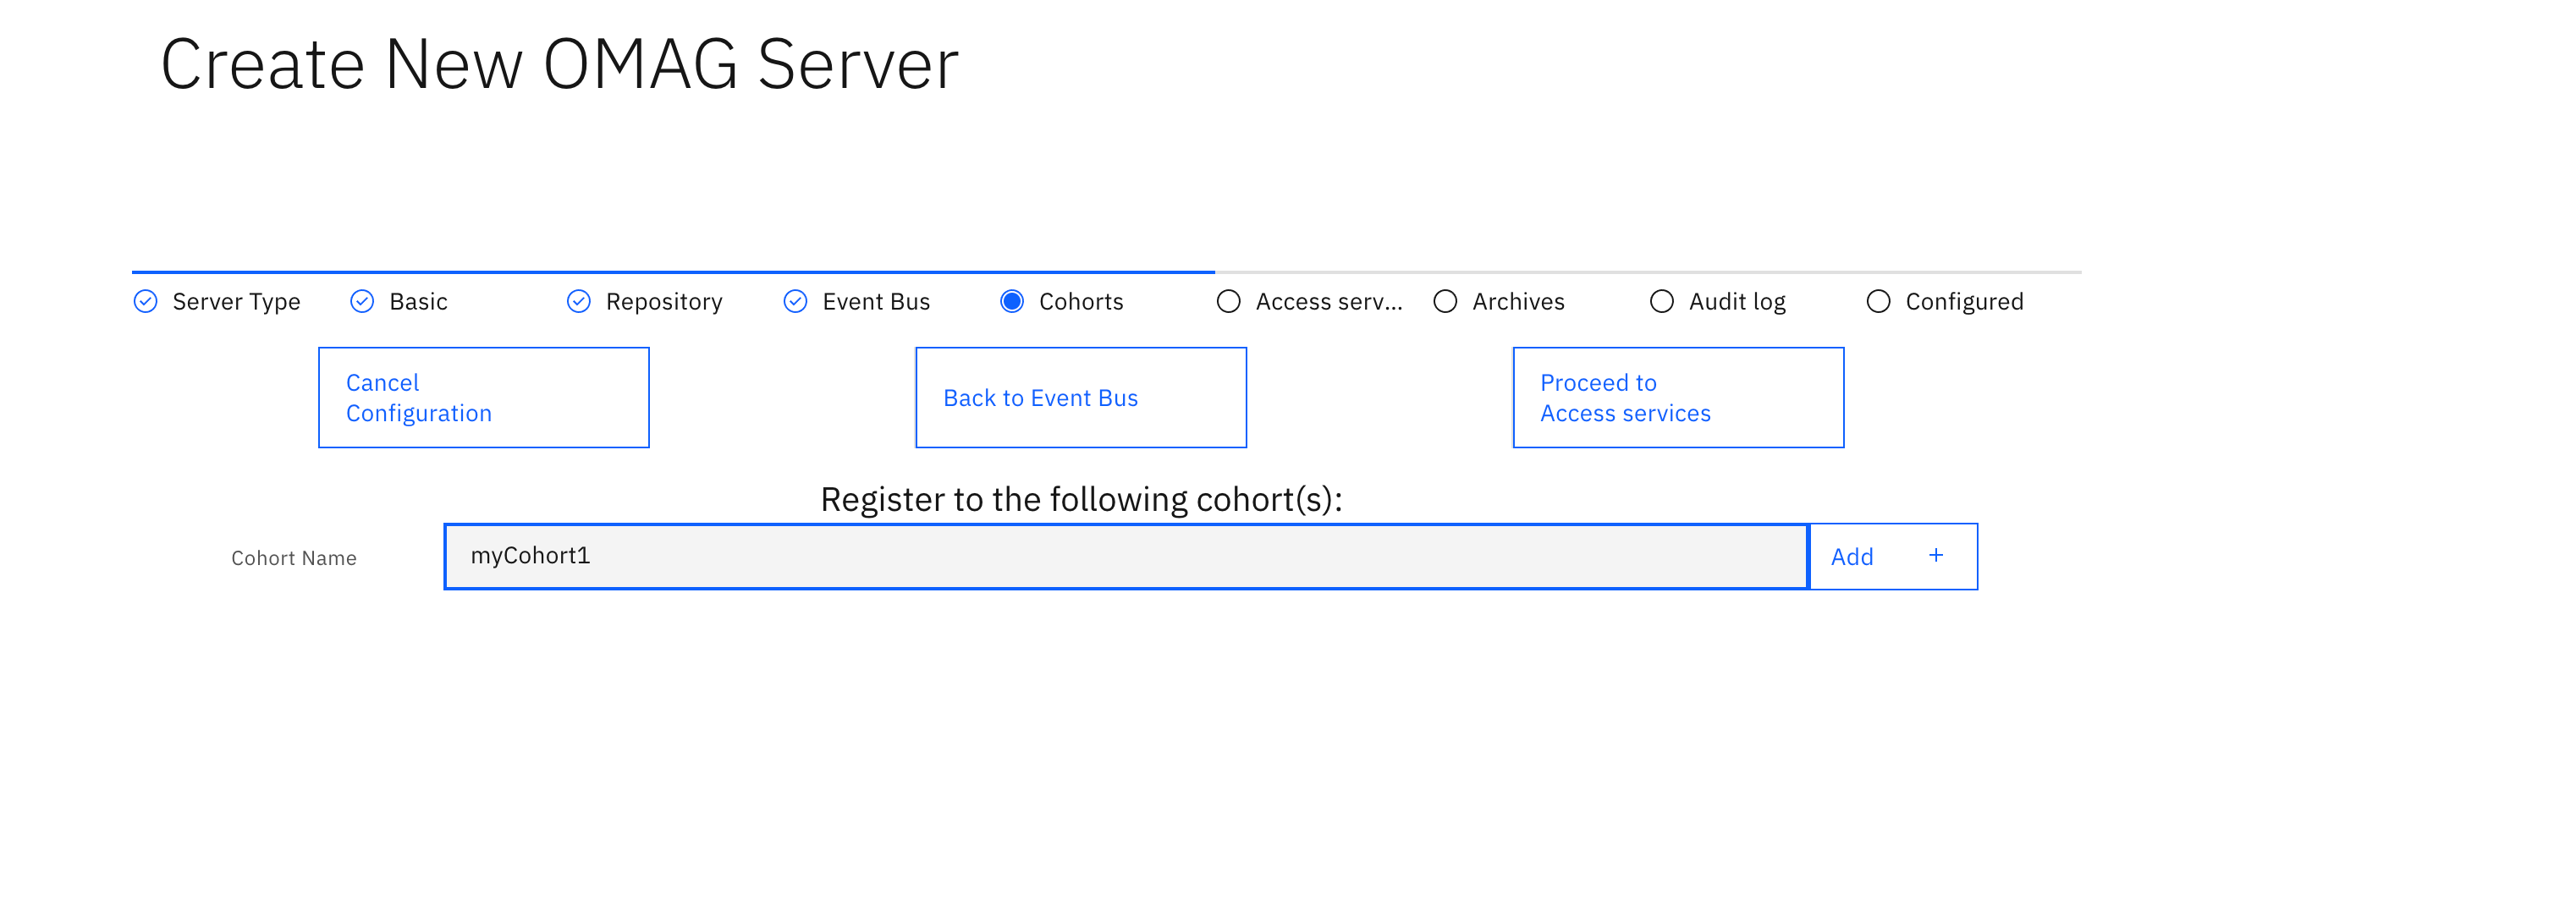 Create New OMAG Server
Server Type
Basic
Repository
Event Bus
Cohorts
Access serv...
Archives
Audit log
Configured
Cancel
Configuration
Back to Event Bus
Proceed to
Access services
Register to the following cohort(s):
Cohort Name
myCohort1
Add +